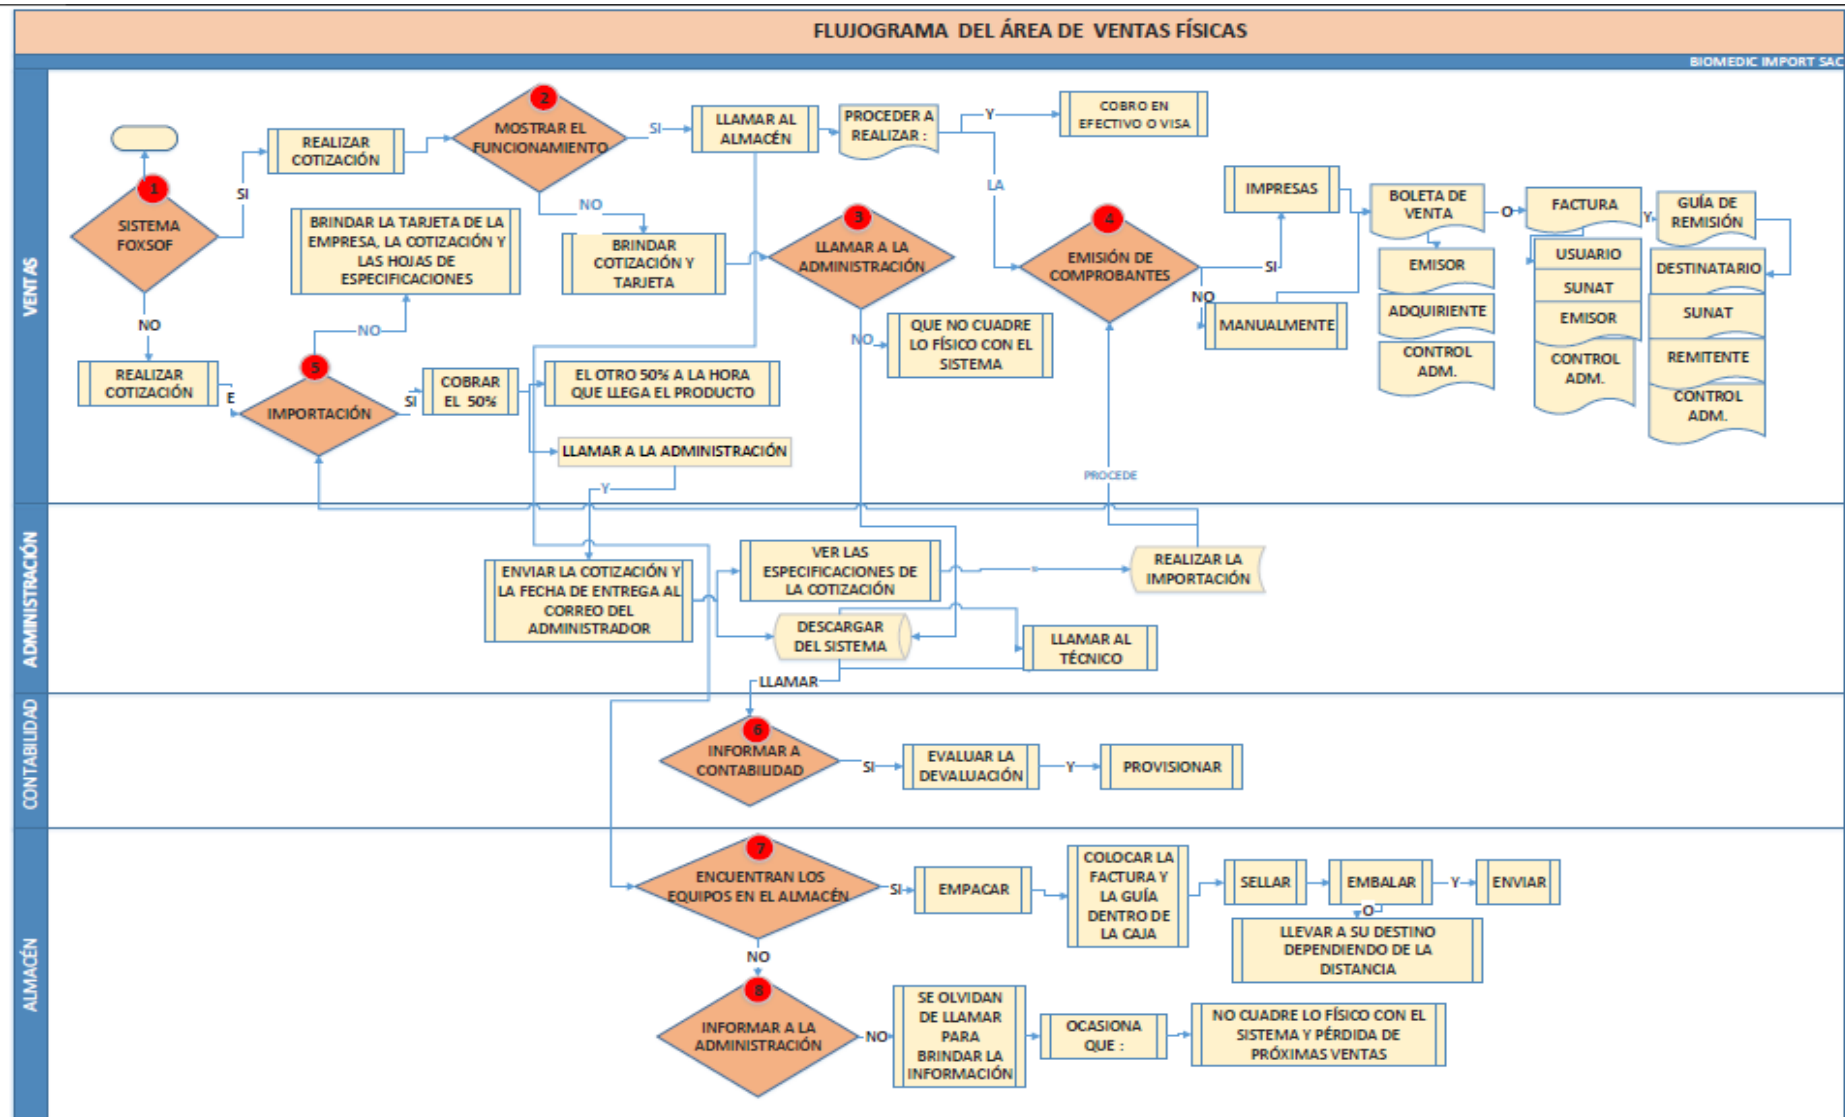 FLUJOGRAMA DEL ÁREA DE VENTAS FÍSICAS
BIOMEDIC IMPORT SAC
VENTAS
1
SISTEMA
FOXSOF
SI
REALIZAR
COTIZACIÓN
2
MOSTRAR EL
FUNCIONAMIENTO
SI
LLAMAR AL
ALMACÉN
PROCEDER A
REALIZAR :
Y
COBRO EN
EFECTIVO O VISA
LA
NO
BRINDAR
COTIZACIÓN Y
TARJETA
3
LLAMAR A LA
ADMINISTRACIÓN
NO
QUE NO CUADRE
LO FÍSICO CON EL
SISTEMA
4
EMISIÓN DE
COMPROBANTES
SI
IMPRESAS
NO
MANUALMENTE
BOLETA DE
VENTA
EMISOR
ADQUIRIENTE
CONTROL
ADM.
O
FACTURA
USUARIO
SUNAT
EMISOR
CONTROL
ADM.
Y
GUÍA DE
REMISIÓN
DESTINATARIO
SUNAT
REMITENTE
CONTROL
ADM.
BRINDAR LA TARJETA DE LA
EMPRESA, LA COTIZACIÓN Y
LAS HOJAS DE
ESPECIFICACIONES
NO
NO
REALIZAR
COTIZACIÓN
E
5
IMPORTACIÓN
SI
COBRAR
EL 50%
EL OTRO 50% A LA HORA
QUE LLEGA EL PRODUCTO
LLAMAR A LA ADMINISTRACIÓN
Y
PROCEDE
ADMINISTRACIÓN
ENVIAR LA COTIZACIÓN Y
LA FECHA DE ENTREGA AL
CORREO DEL
ADMINISTRADOR
VER LAS
ESPECIFICACIONES DE
LA COTIZACIÓN
REALIZAR LA
IMPORTACIÓN
DESCARGAR
DEL SISTEMA
LLAMAR AL
TÉCNICO
LLAMAR
CONTABILIDAD
6
INFORMAR A
CONTABILIDAD
SI
EVALUAR LA
DEVALUACIÓN
Y
PROVISIONAR
ALMACÉN
7
ENCUENTRAN LOS
EQUIPOS EN EL ALMACÉN
SI
EMPACAR
COLOCAR LA
FACTURA Y
LA GUÍA
DENTRO DE
LA CAJA
SELLAR
EMBALAR
Y
ENVIAR
O
LLEVAR A SU DESTINO
DEPENDIENDO DE LA
DISTANCIA
NO
8
INFORMAR A LA
ADMINISTRACIÓN
NO
SE OLVIDAN
DE LLAMAR
PARA
BRINDAR LA
INFORMACIÓN
OCASIONA
QUE :
NO CUADRE LO FÍSICO CON EL
SISTEMA Y PÉRDIDA DE
PRÓXIMAS VENTAS